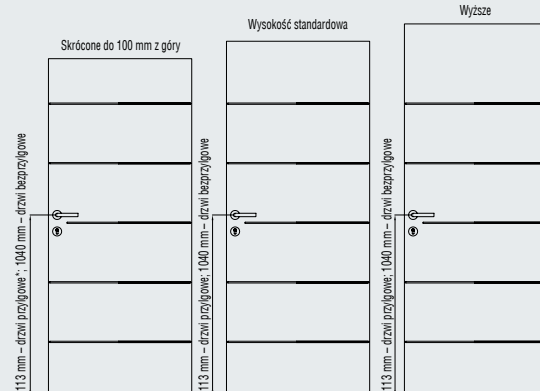 Skrócone do 100 mm z góry
Wysokość standardowa
Wyższe
113 mm – drzwi przylgowe*; 1040 mm – drzwi bezprzylgowe
113 mm – drzwi przylgowe; 1040 mm – drzwi bezprzylgowe
113 mm – drzwi przylgowe; 1040 mm – drzwi bezprzylgowe